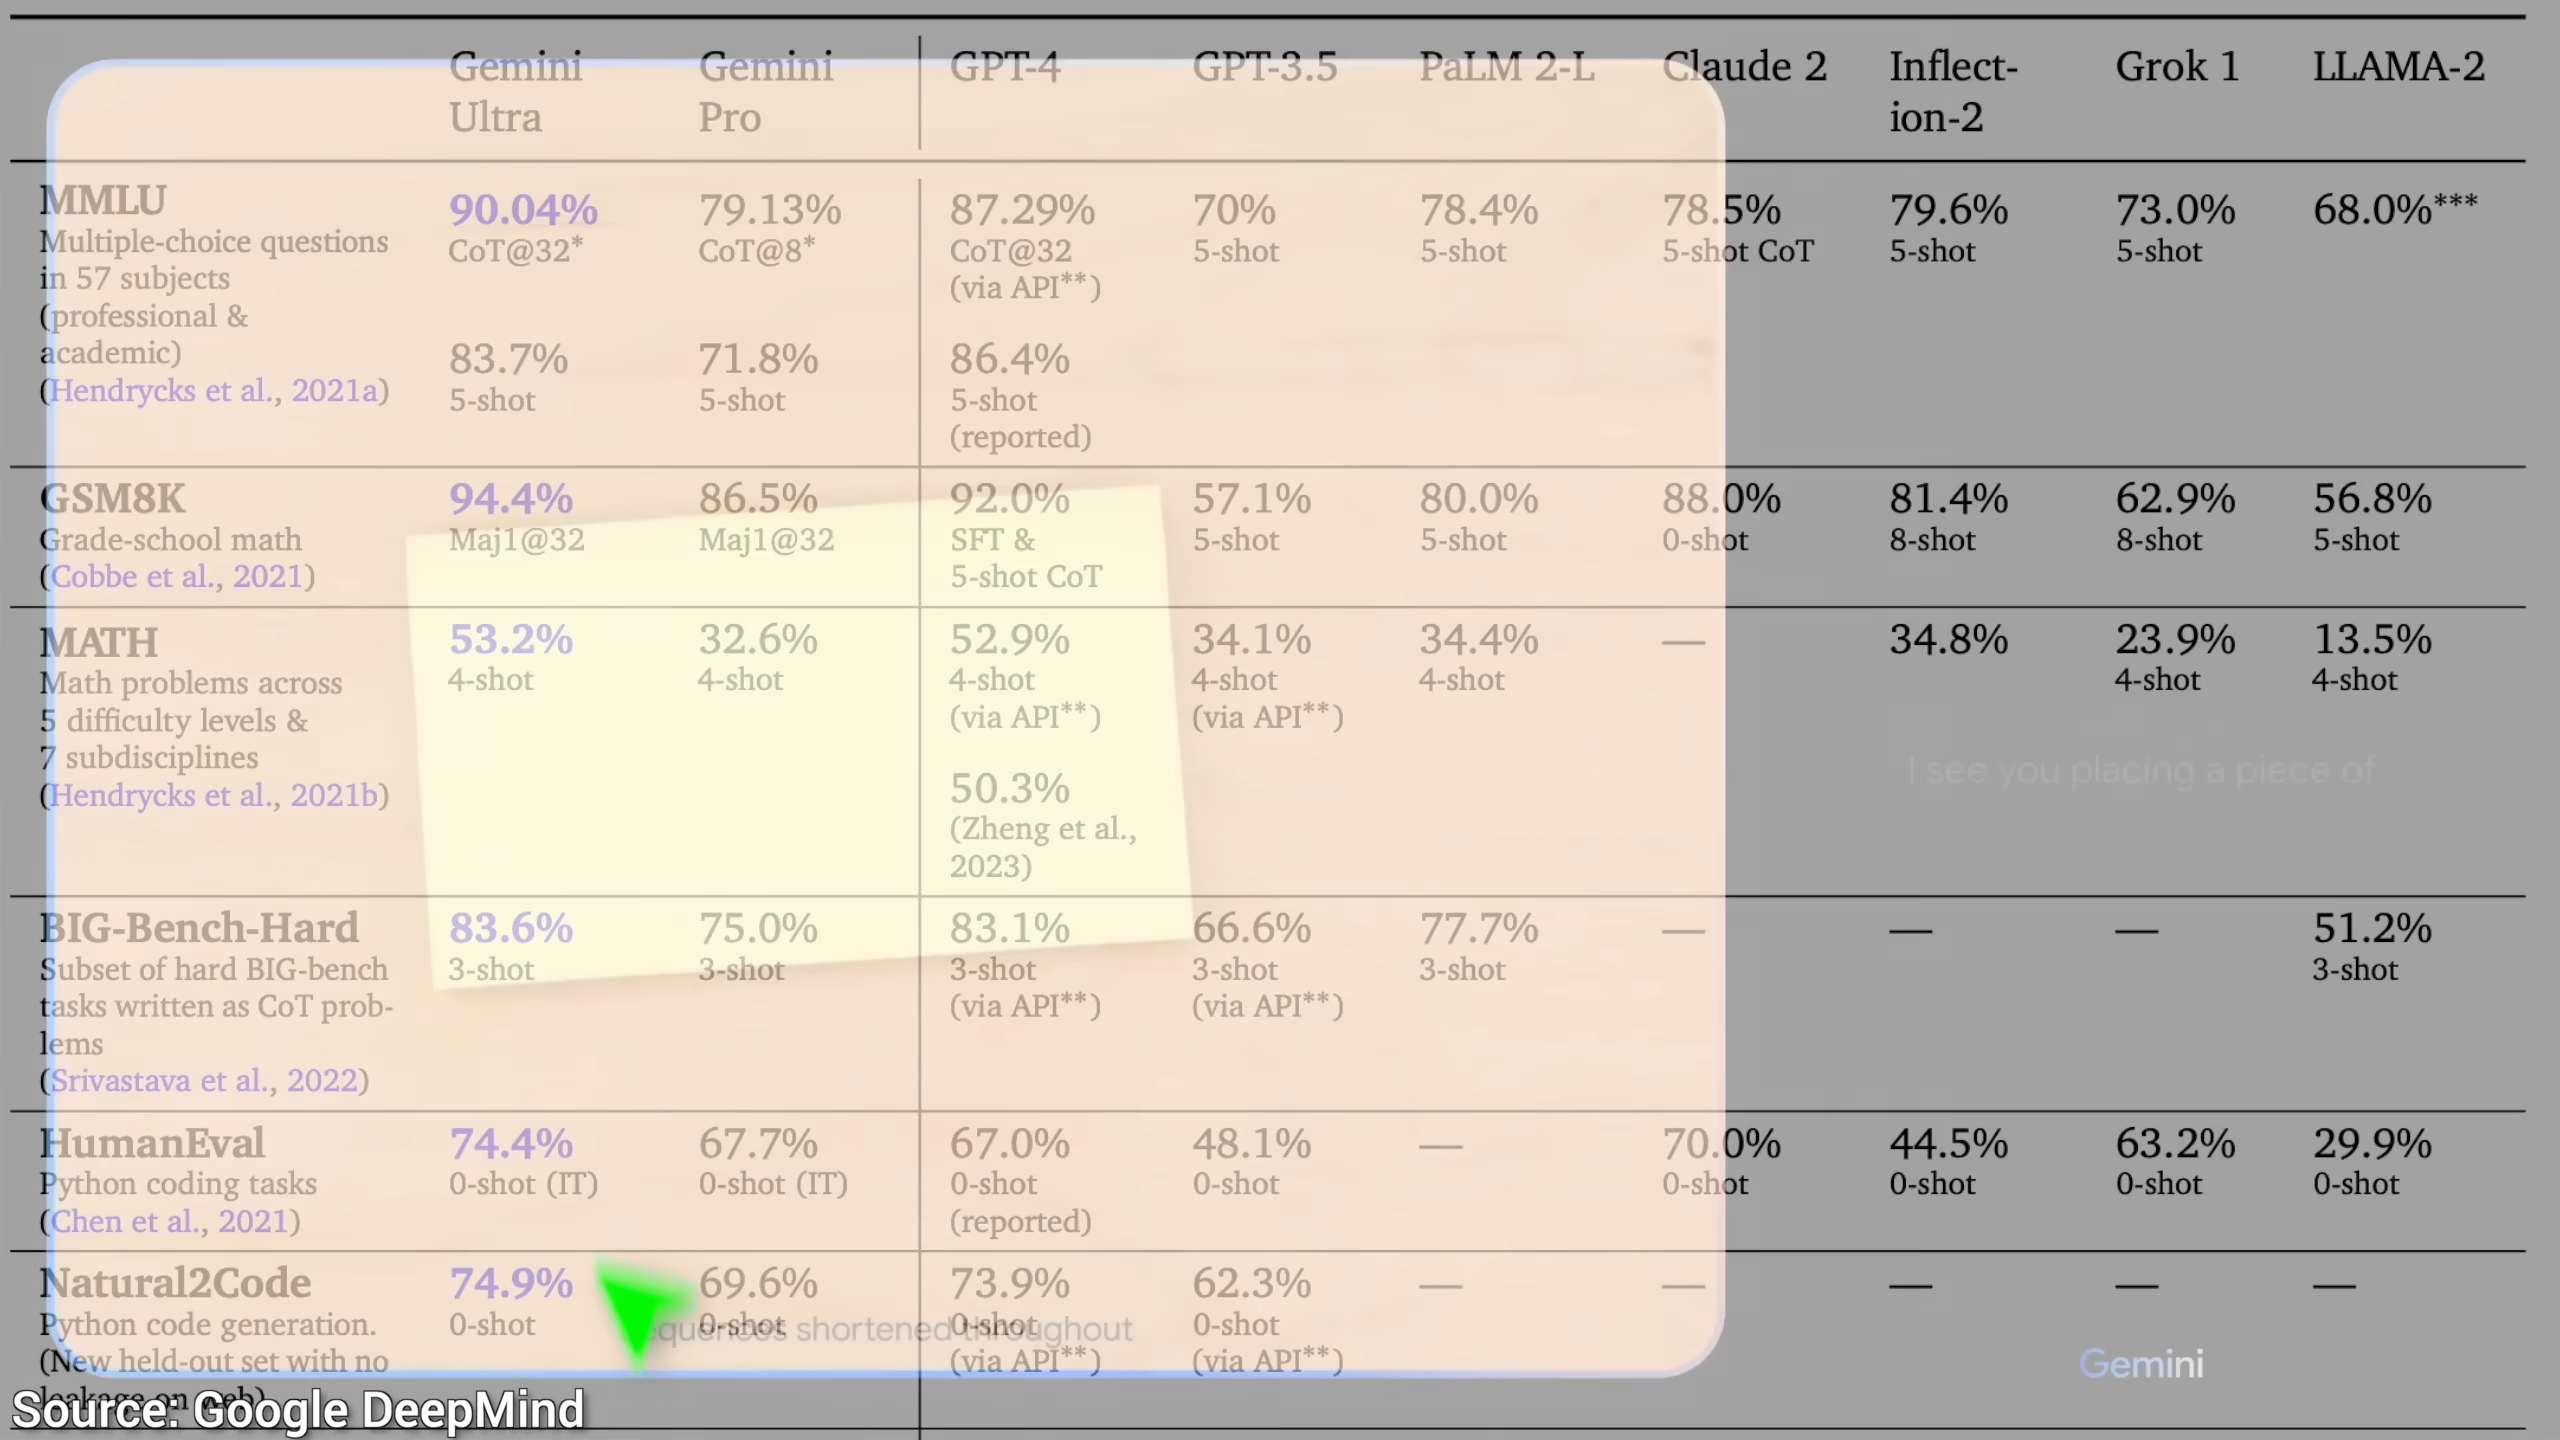 Gemini Ultra Gemini Pro GPT-4 GPT-3.5 PaLM 2-L Claude 2 Inflect-ion-2 Grok 1 LLAMA-2
MMLU 90.04% 79.13% 87.29% 70% 78.4% 78.5% 79.6% 73.0% 68.0%***
Multiple-choice questions CoT@32* CoT@8* CoT@32 5-shot 5-shot 5-shot CoT 5-shot 5-shot
in 57 subjects (via API**)
(professional &
academic) 83.7% 71.8% 86.4%
(Hendrycks et al., 2021a) 5-shot 5-shot 5-shot
(reported)
GSM8K 94.4% 86.5% 92.0% 57.1% 80.0% 88.0% 81.4% 62.9% 56.8%
Grade-school math Maj1@32 Maj1@32 SFT & 5-shot 5-shot 0-shot 8-shot 8-shot 5-shot
(Cobbe et al., 2021) 5-shot CoT
MATH 53.2% 32.6% 52.9% 34.1% 34.4% — 34.8% 23.9% 13.5%
Math problems across 4-shot 4-shot 4-shot 4-shot 4-shot 4-shot 4-shot
5 difficulty levels & (via API**) (via API**)
7 subdisciplines 50.3%
(Hendrycks et al., 2021b) (Zheng et al.,
2023)
I see you placing a piece of
BIG-Bench-Hard 83.6% 75.0% 83.1% 66.6% 77.7% — — — 51.2%
Subset of hard BIG-bench 3-shot 3-shot 3-shot 3-shot 3-shot 3-shot
tasks written as CoT prob- (via API**) (via API**)
lems
(Srivastava et al., 2022)
HumanEval 74.4% 67.7% 67.0% 48.1% — 70.0% 44.5% 63.2% 29.9%
Python coding tasks 0-shot (IT) 0-shot (IT) 0-shot 0-shot 0-shot 0-shot 0-shot 0-shot
(Chen et al., 2021) (reported)
Natural2Code 74.9% 69.6% 73.9% 62.3% — — — — —
Python code generation. 0-shot 0-shot 0-shot 0-shot
shortened throughout
(New held-out set with no (via API**) (via API**)
leakage on web)
Gemini
Source: Google DeepMind